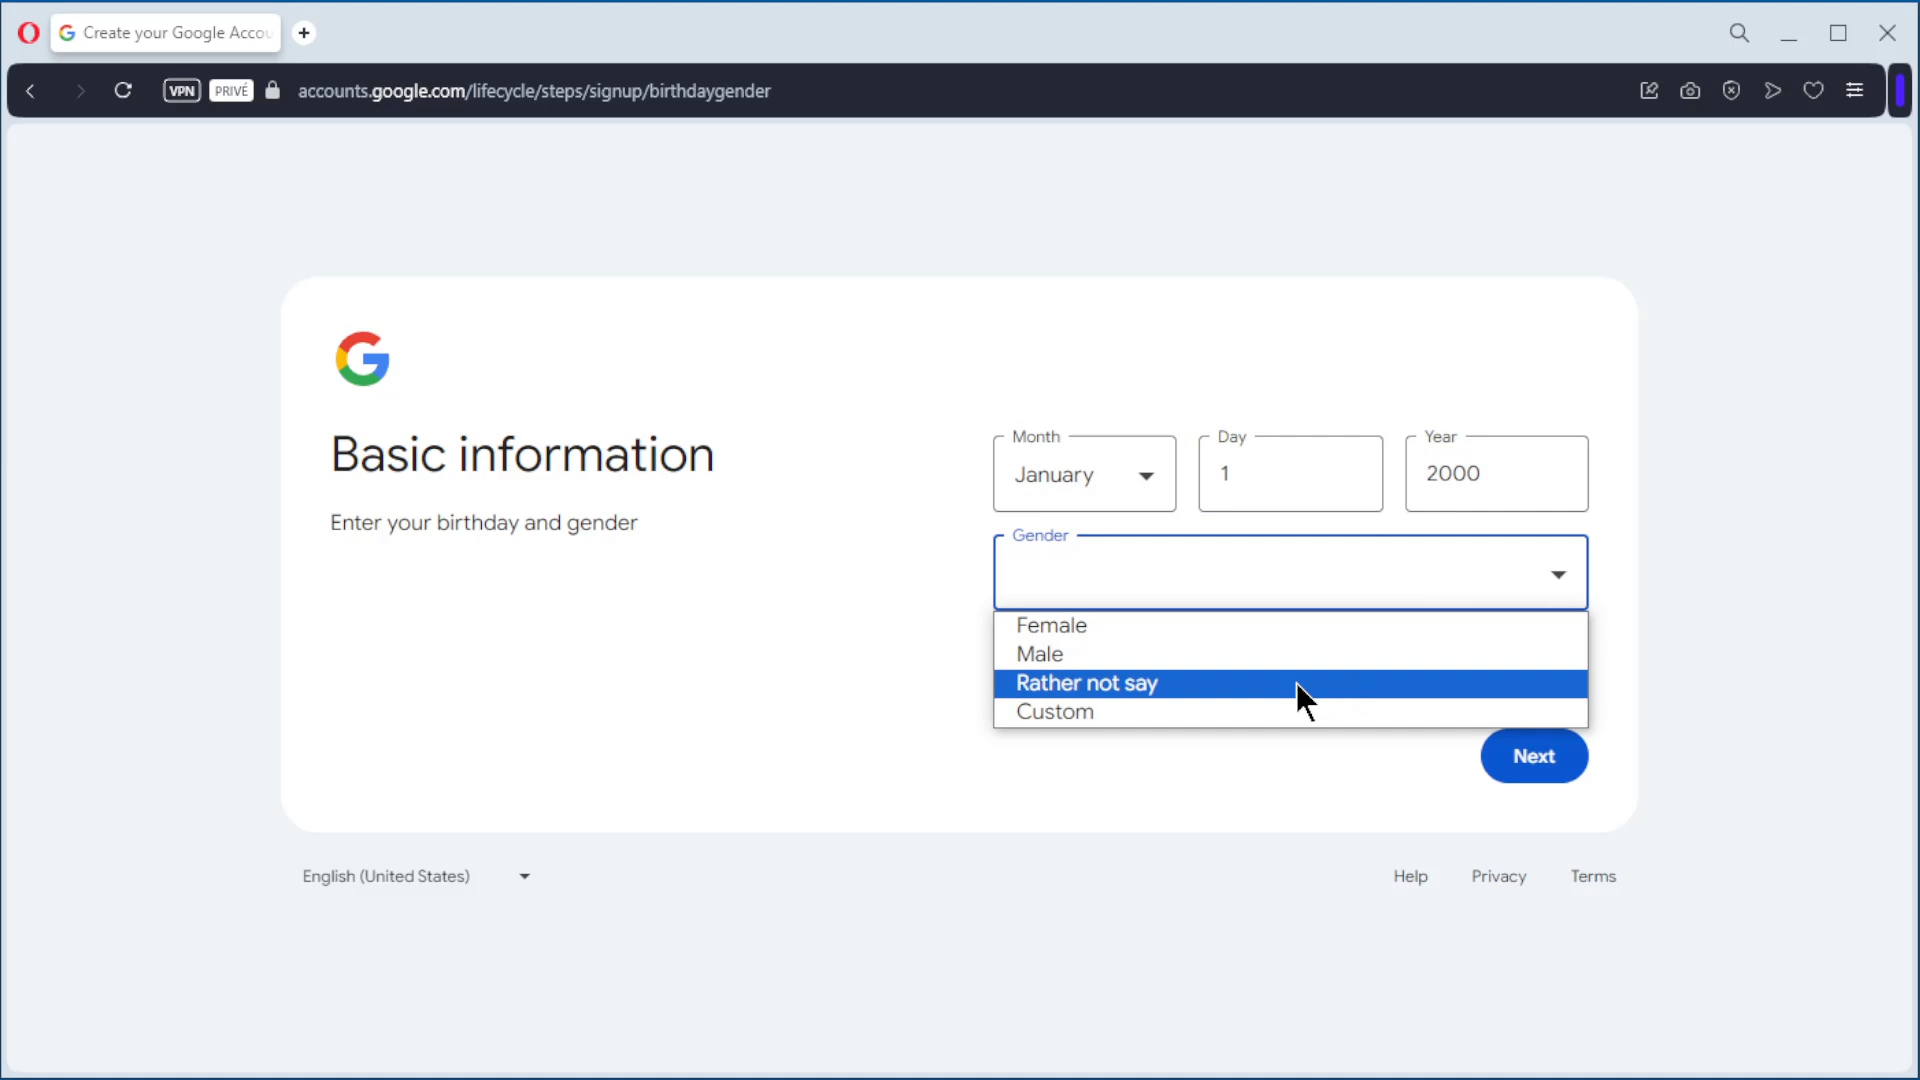 Create your Google Accou
VPN PRIVÉ accounts.google.com/lifecycle/steps/signup/birthdaygender
Basic information
Enter your birthday and gender
Month Day Year
January 1 2000
Gender
Female
Male
Rather not say
Custom
Next
English (United States) Help Privacy Terms